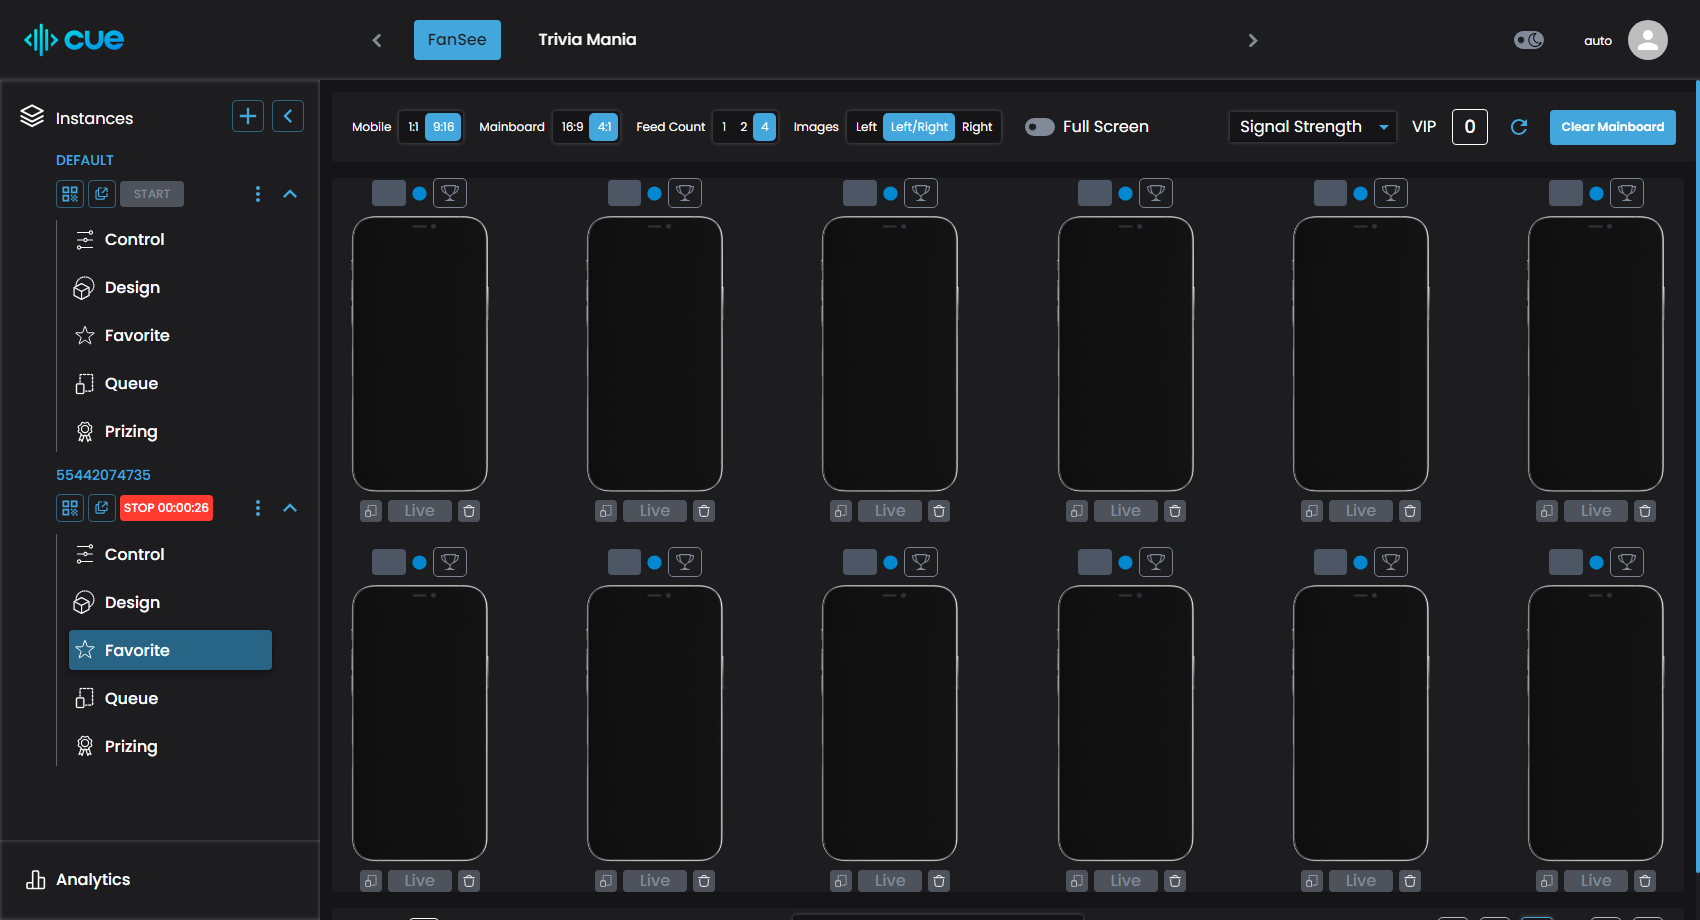 cue
FanSee
Trivia Mania
auto
Instances
DEFAULT
START
Control
Design
Favorite
Queue
Prizing
55442074735
STOP 00:00:26
Control
Design
Favorite
Queue
Prizing
Analytics
Mobile 1:1 9:16 Mainboard 16:9 4:1 Feed Count 1 2 4 Images Left Left/Right Right Full Screen Signal Strength VIP 0 Clear Mainboard
Live Live Live Live Live Live
Live Live Live Live Live Live